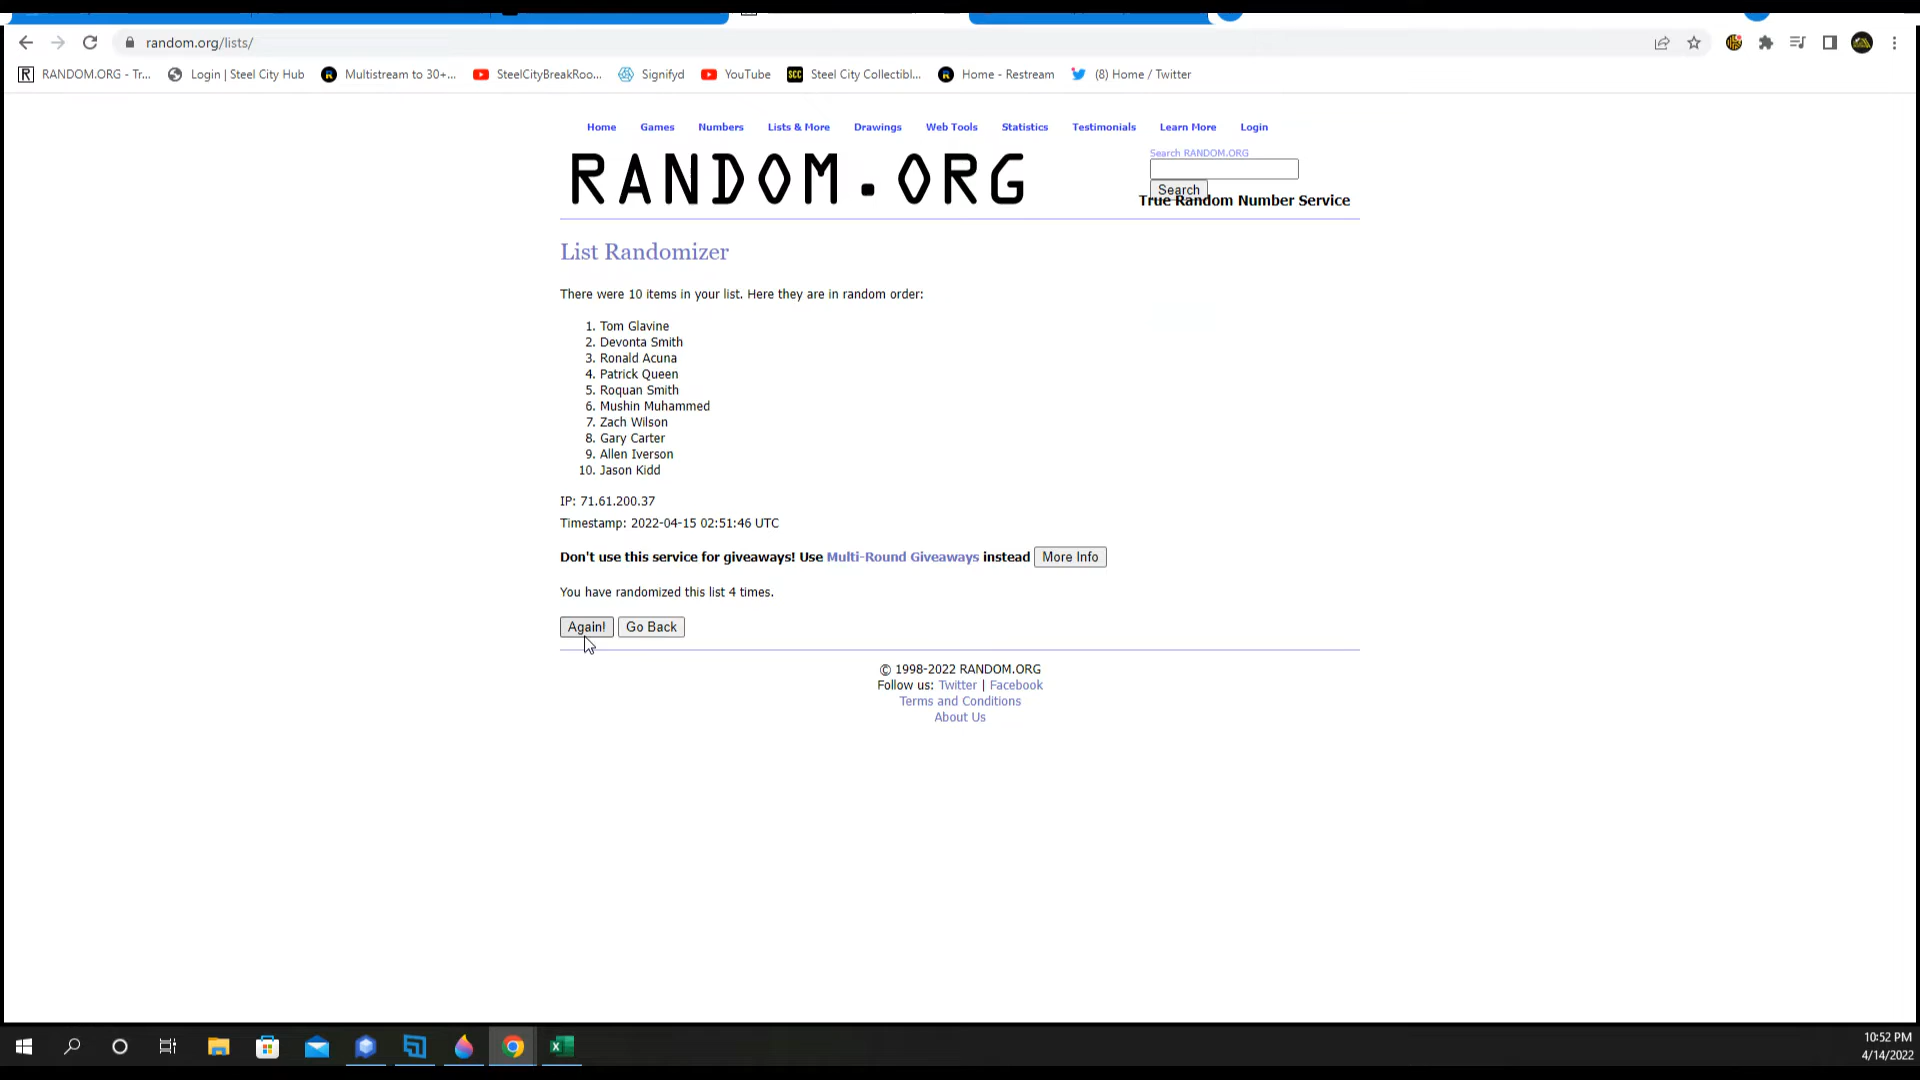 random.org/lists/
RANDOM.ORG - Tr... Login | Steel City Hub Multistream to 30+... SteelCityBreakRoo... Signifyd YouTube SCC Steel City Collectibl... Home - Restream (8) Home / Twitter
Home Games Numbers Lists & More Drawings Web Tools Statistics Testimonials Learn More Login
RANDOM.ORG
Search RANDOM.ORG
Search
True Random Number Service
List Randomizer
There were 10 items in your list. Here they are in random order:
1. Tom Glavine
2. Devonta Smith
3. Ronald Acuna
4. Patrick Queen
5. Roquan Smith
6. Mushin Muhammed
7. Zach Wilson
8. Gary Carter
9. Allen Iverson
10. Jason Kidd
IP: 71.61.200.37
Timestamp: 2022-04-15 02:51:46 UTC
Don't use this service for giveaways! Use Multi-Round Giveaways instead More Info
You have randomized this list 4 times.
Again! Go Back
© 1998-2022 RANDOM.ORG
Follow us: Twitter | Facebook
Terms and Conditions
About Us
10:52 PM
4/14/2022